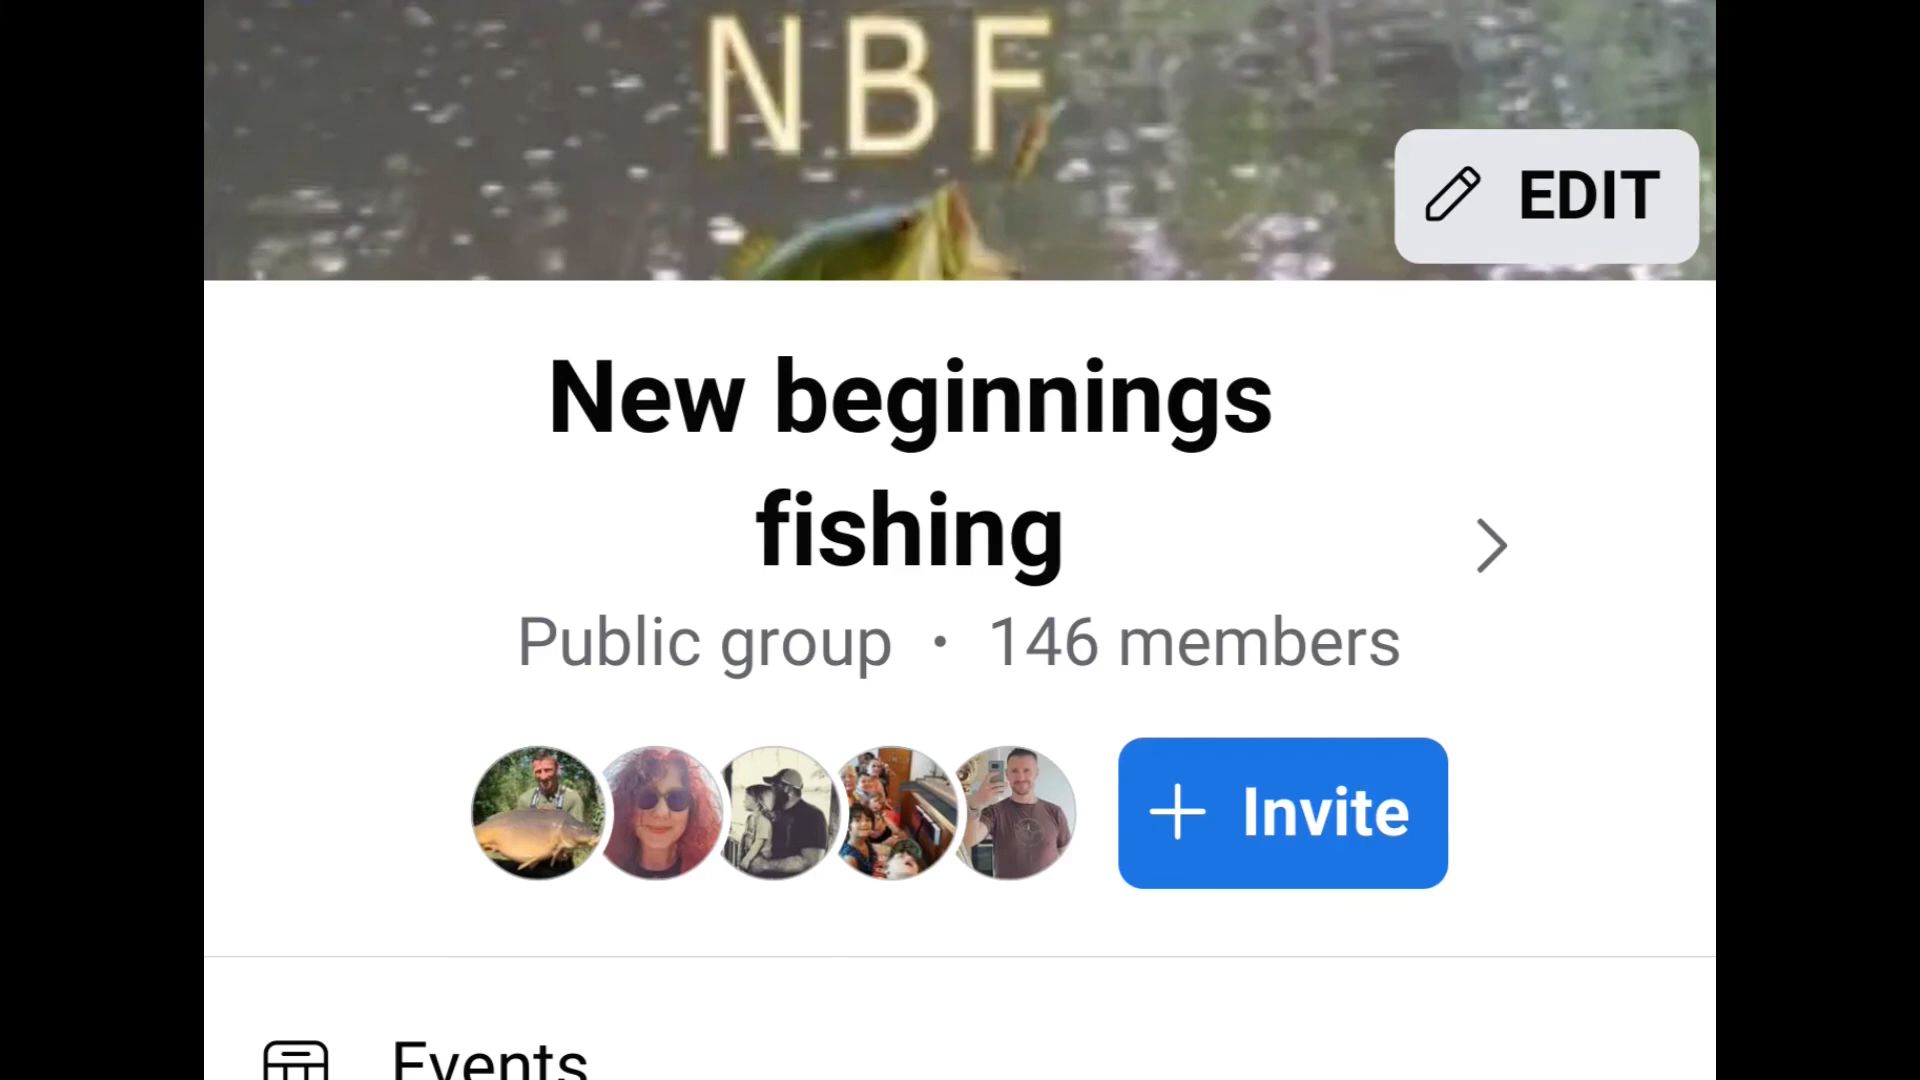 NBF
EDIT
New beginnings
fishing
Public group · 146 members
Invite
Events